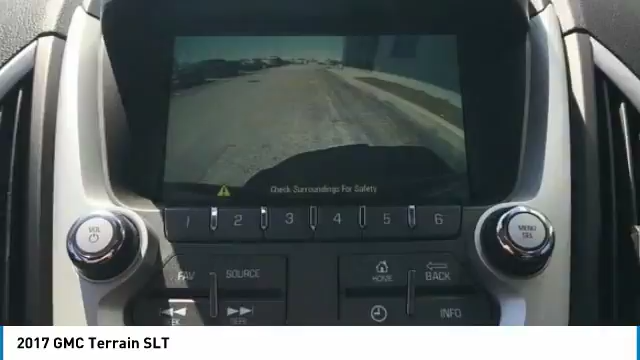 Check Surroundings For Safety
VOL
MENU
SEL
1 2 3 4 5 6
FAV SOURCE
HOME BACK
SEEK
INFO
2017 GMC Terrain SLT